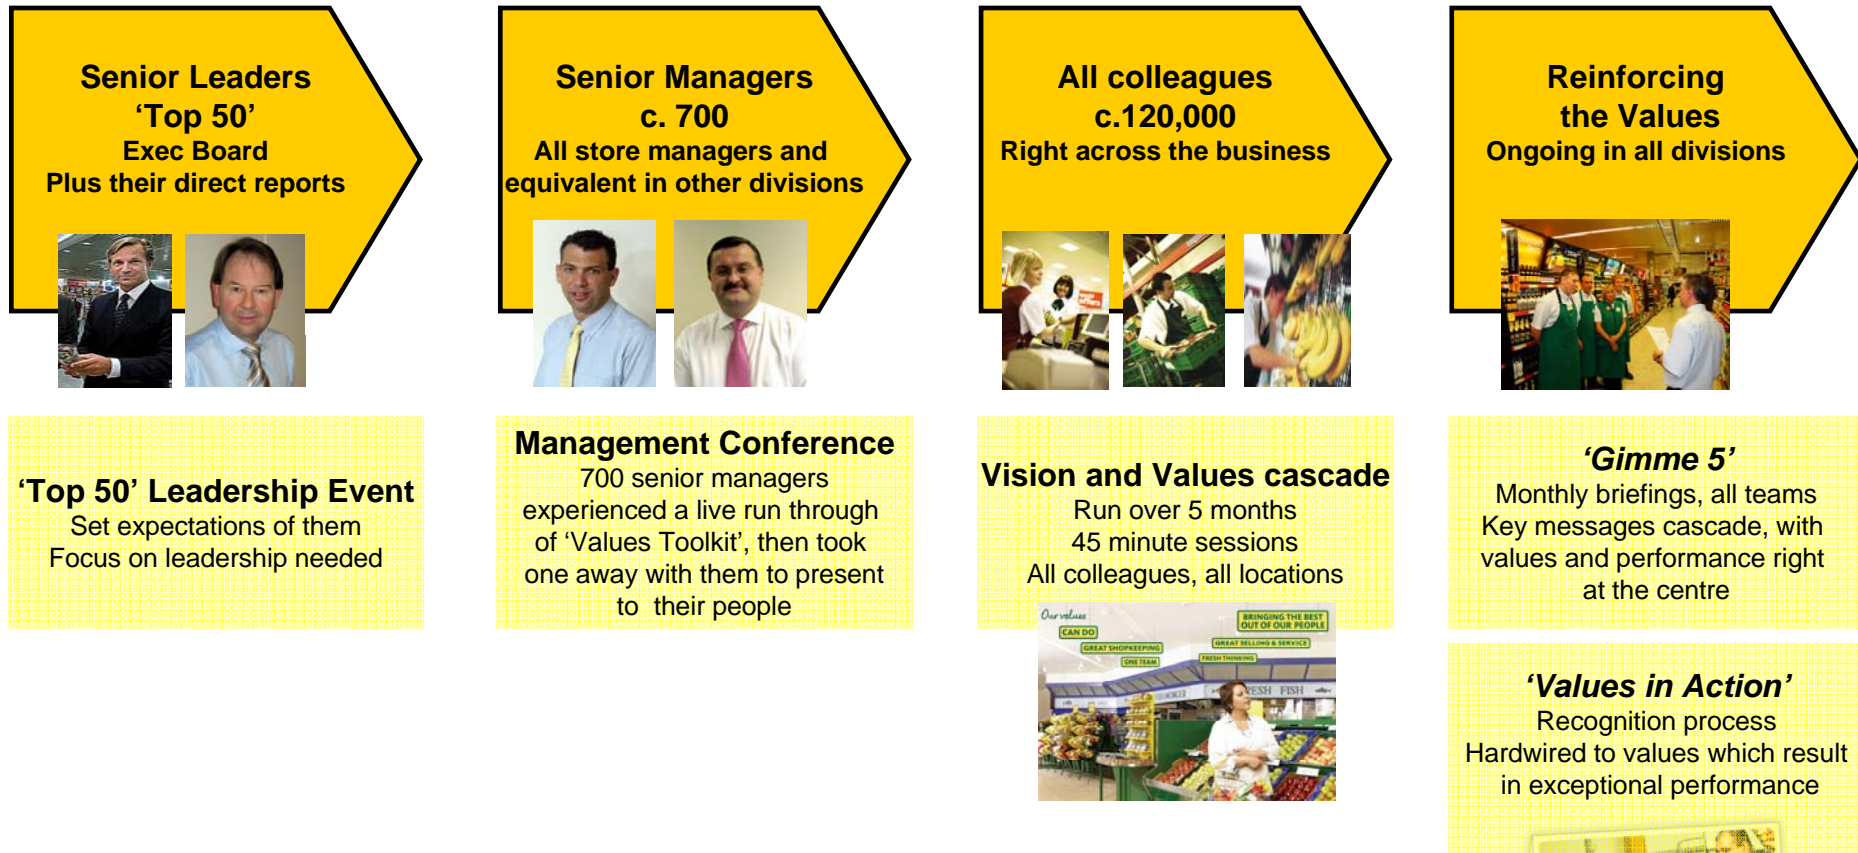 Senior Leaders
‘Top 50’
Exec Board
Plus their direct reports
Senior Managers
c. 700
All store managers and
equivalent in other divisions
All colleagues
c.120,000
Right across the business
Reinforcing
the Values
Ongoing in all divisions
‘Top 50’ Leadership Event
Set expectations of them
Focus on leadership needed
Management Conference
700 senior managers
experienced a live run through
of ‘Values Toolkit’, then took
one away with them to present
to their people
Vision and Values cascade
Run over 5 months
45 minute sessions
All colleagues, all locations
Our values
CAN DO
GREAT SHOPKEEPING
ONE TEAM
BRINGING THE BEST
OUT OF OUR PEOPLE
GREAT SELLING & SERVICE
FRESH THINKING
FRESH FISH
‘Gimme 5’
Monthly briefings, all teams
Key messages cascade, with
values and performance right
at the centre
‘Values in Action’
Recognition process
Hardwired to values which result
in exceptional performance